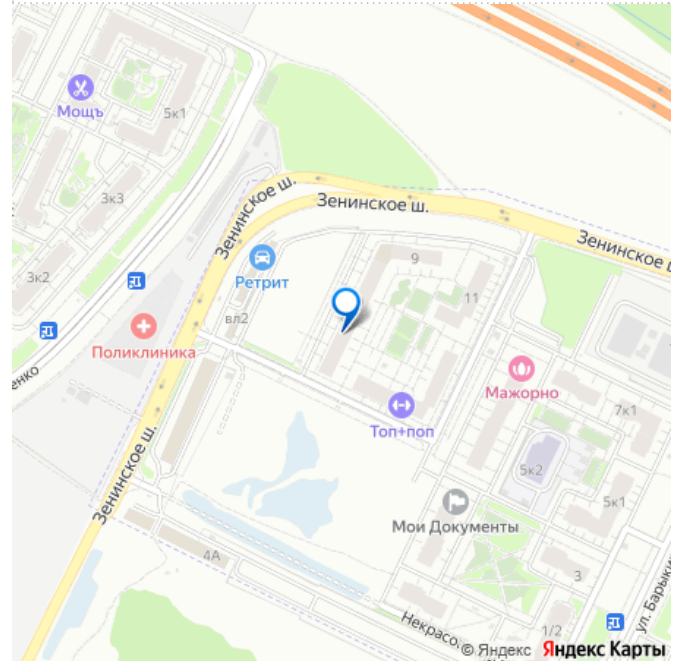 Мощъ
5к1
3к3
Зенинское ш.
Зенинское ш.
Зенинское ш
3к2
Ретрит
9
11
вл2
Поликлиника
енко
Мажорно
7к1
Топ+поп
Зенинское ш.
5к2
5к1
Мои Документы
4А
3
ул. Барыки
Некрасо
1/2
© Яндекс Яндекс Карты